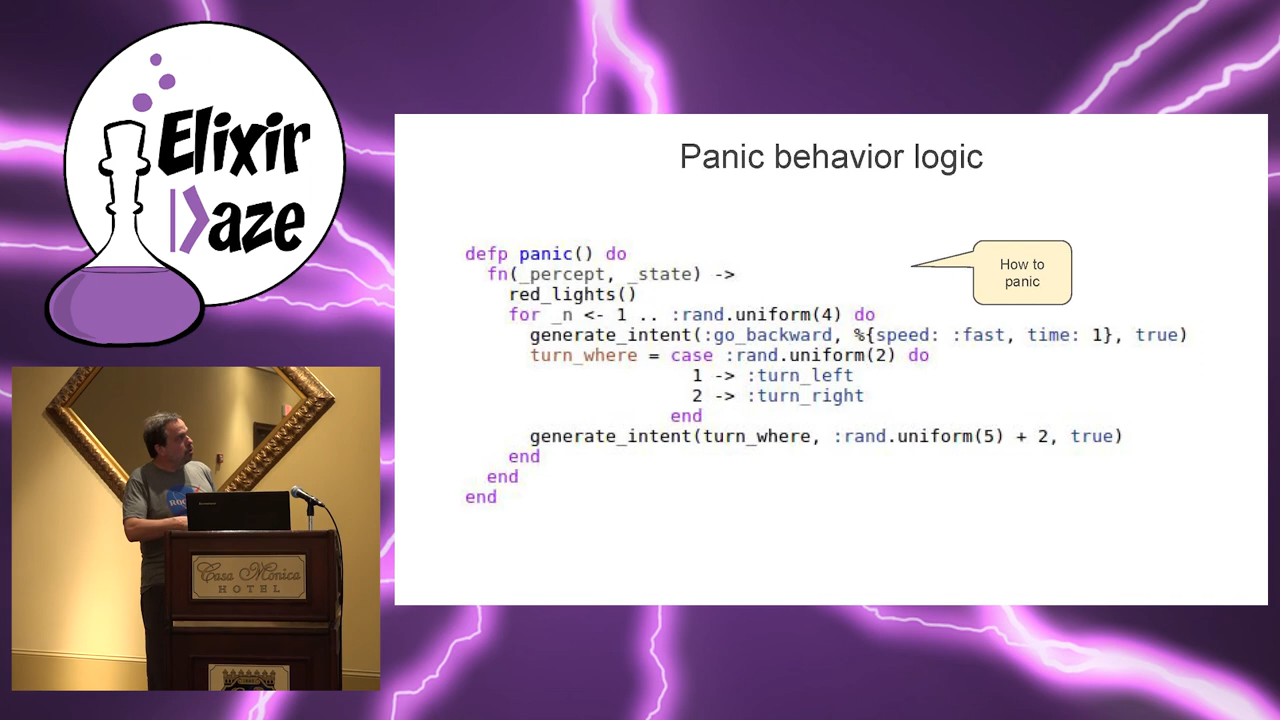 Elixir
Daze
Panic behavior logic
How to
panic
defp panic() do
fn(_percept, _state) ->
red_lights()
for _n <- 1 .. :rand.uniform(4) do
generate_intent(:go_backward, %{speed: :fast, time: 1}, true)
turn_where = case :rand.uniform(2) do
1 -> :turn_left
2 -> :turn_right
end
generate_intent(turn_where, :rand.uniform(5) + 2, true)
end
end
end
Casa Monica
HOTEL